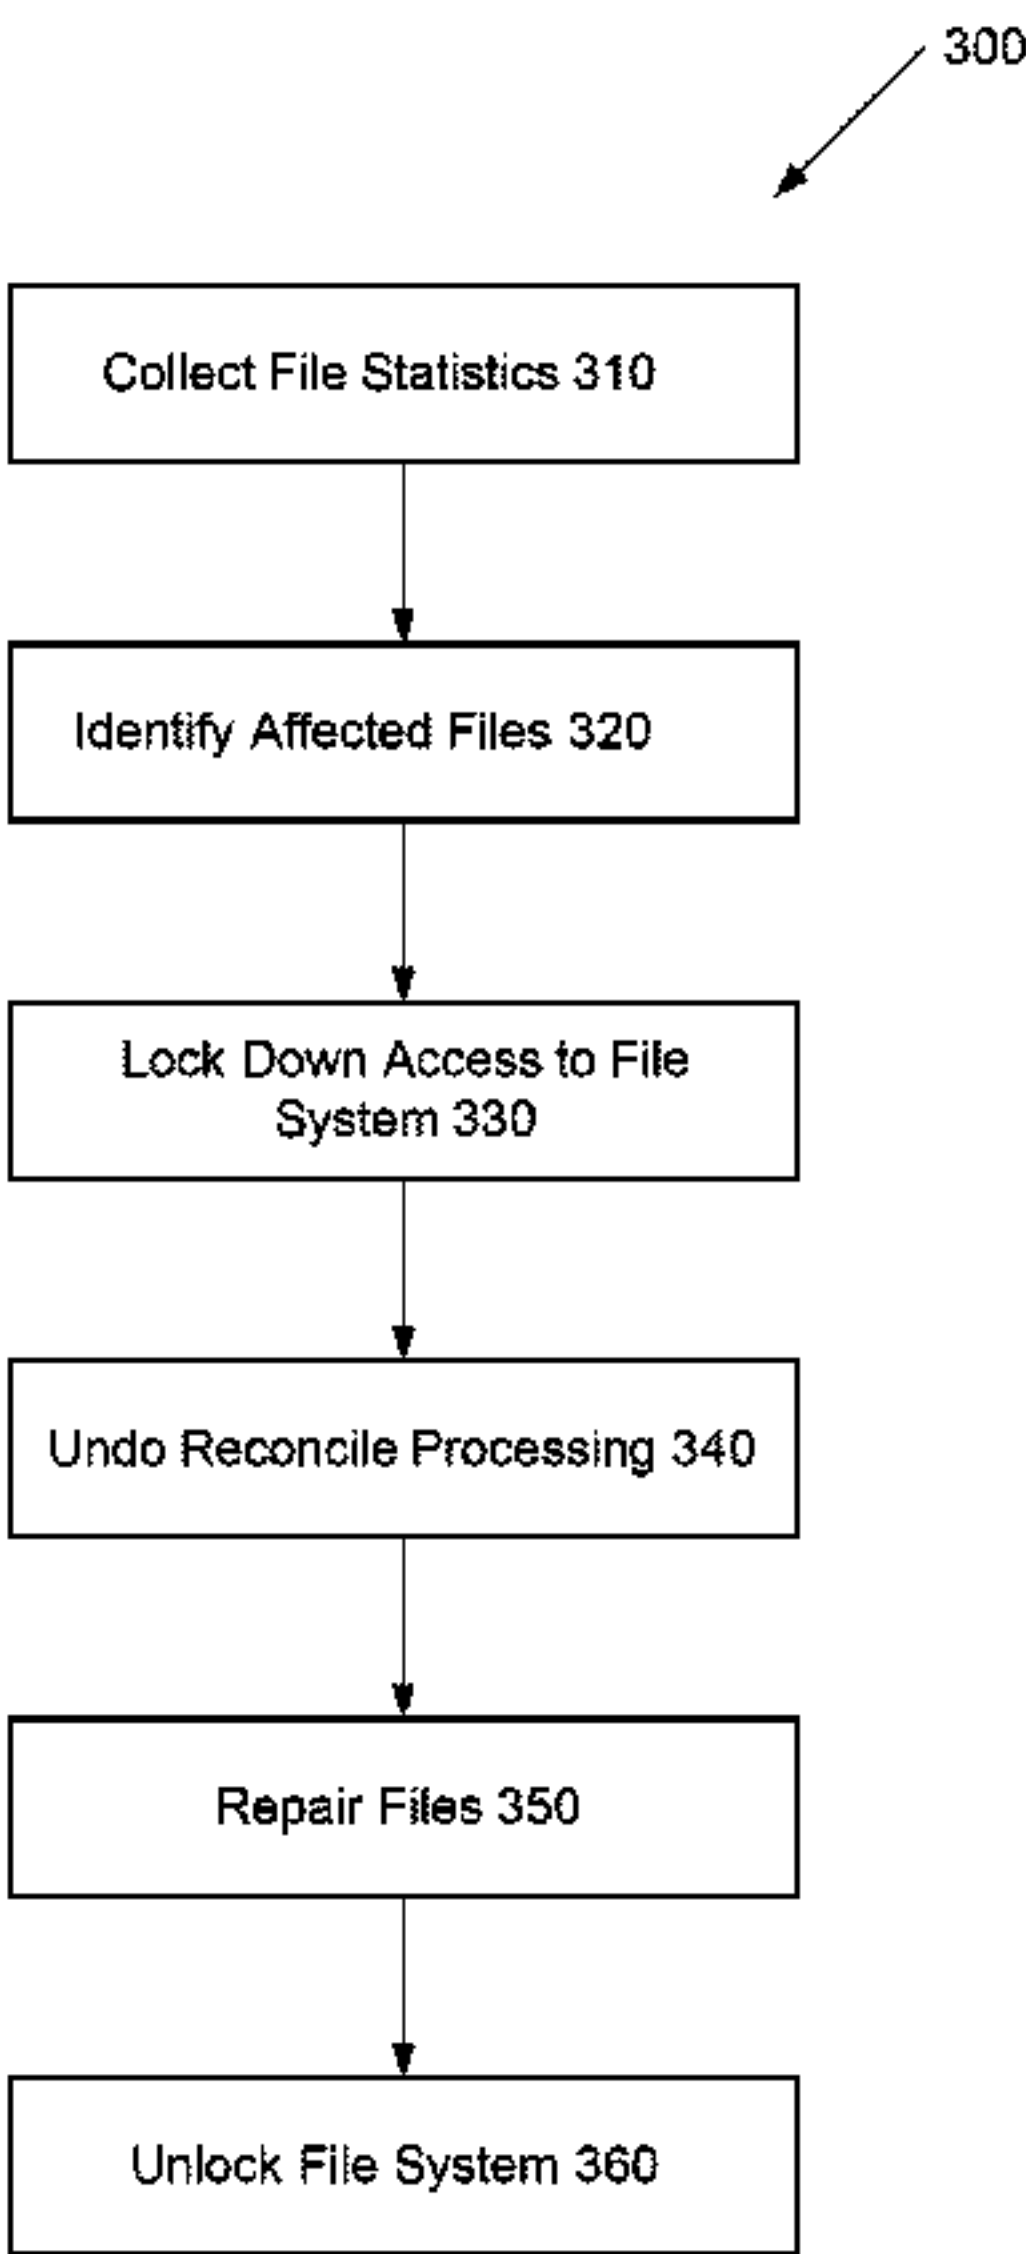 300
Collect File Statistics 310
Identify Affected Files 320
Lock Down Access to File
System 330
Undo Reconcile Processing 340
Repair Files 350
Unlock File System 360